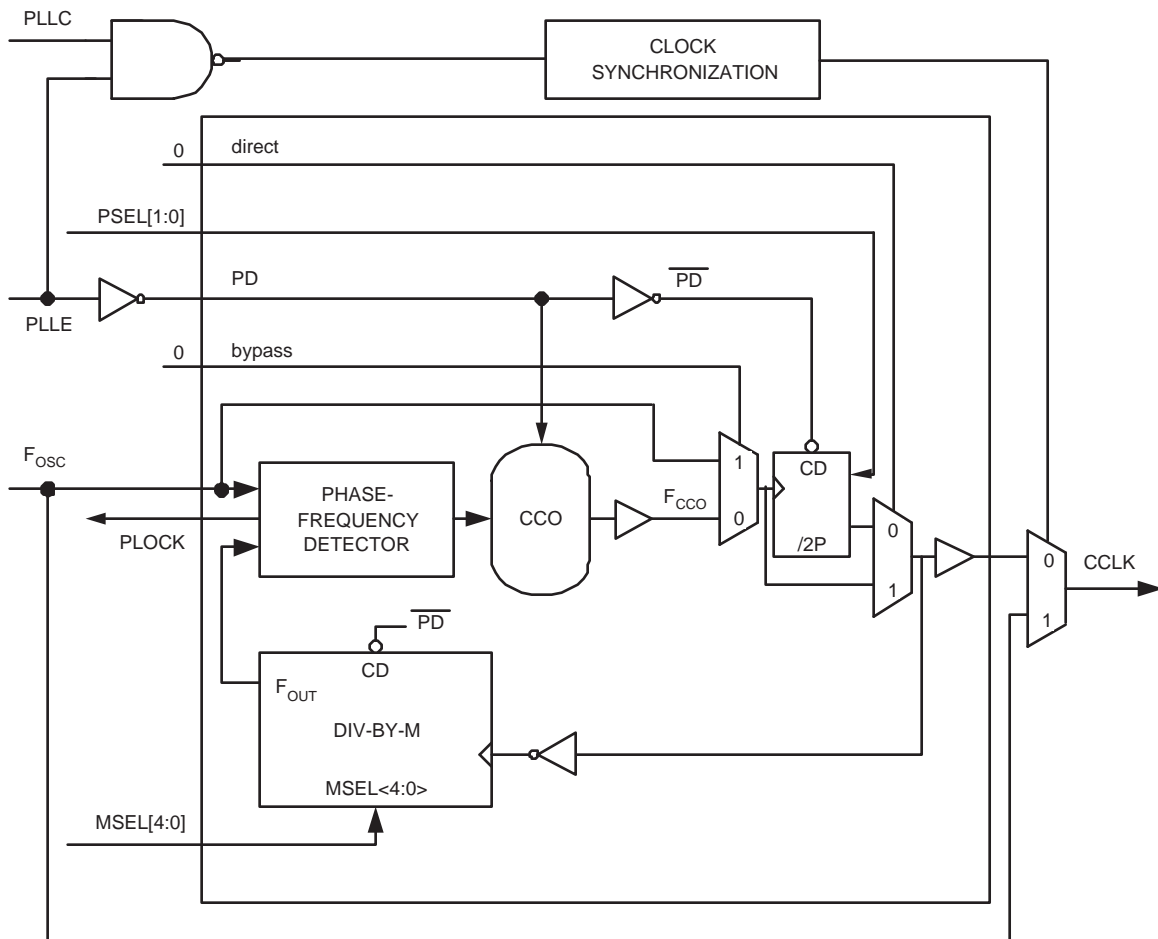 PLLC
CLOCK
SYNCHRONIZATION
0 direct
PSEL[1:0]
PD
PD
PLLE
0 bypass
FOSC
1
CD
PHASE-
FREQUENCY
DETECTOR
CCO
FCCO
0
/2P
0
1
PLOCK
0
1
CCLK
PD
CD
FOUT
DIV-BY-M
MSEL<4:0>
MSEL[4:0]